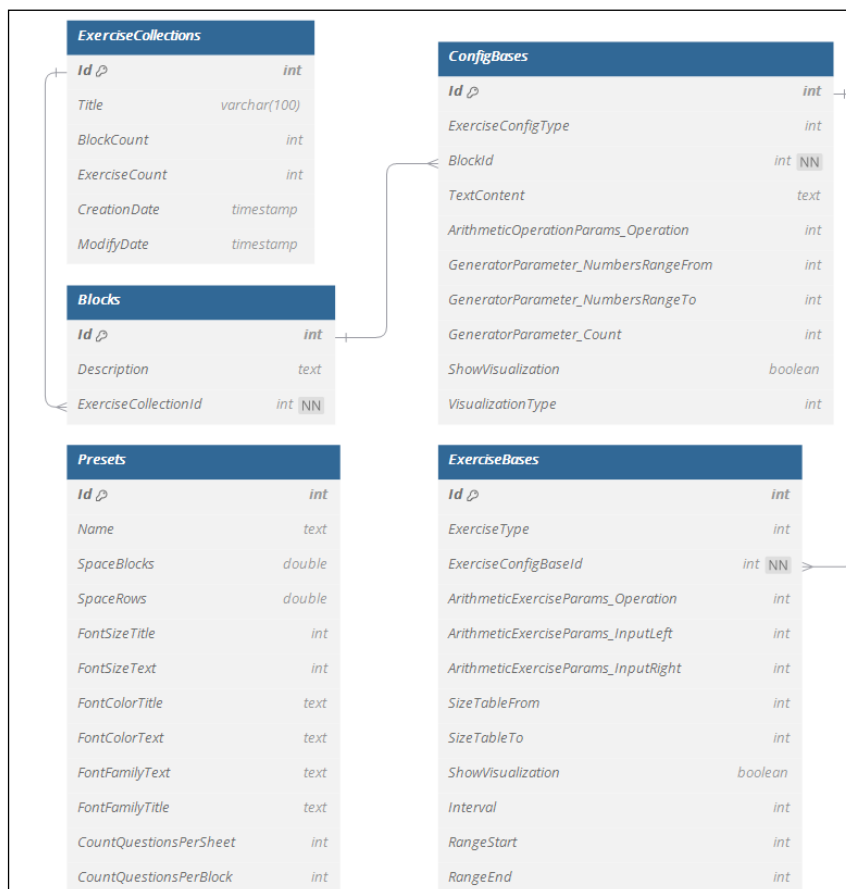 ExerciseCollections
Id int
Title varchar(100)
BlockCount int
ExerciseCount int
CreationDate timestamp
ModifyDate timestamp
Blocks
Id int
Description text
ExerciseCollectionId int NN
Presets
Id int
Name text
SpaceBlocks double
SpaceRows double
FontSizeTitle int
FontSizeText int
FontColorTitle text
FontColorText text
FontFamilyText text
FontFamilyTitle text
CountQuestionsPerSheet int
CountQuestionsPerBlock int
ConfigBases
Id int
ExerciseConfigType int
BlockId int NN
TextContent text
ArithmeticOperationParams_Operation int
GeneratorParameter_NumbersRangeFrom int
GeneratorParameter_NumbersRangeTo int
GeneratorParameter_Count int
ShowVisualization boolean
VisualizationType int
ExerciseBases
Id int
ExerciseType int
ExerciseConfigBaseId int NN
ArithmeticExerciseParams_Operation int
ArithmeticExerciseParams_InputLeft int
ArithmeticExerciseParams_InputRight int
SizeTableFrom int
SizeTableTo int
ShowVisualization boolean
Interval int
RangeStart int
RangeEnd int